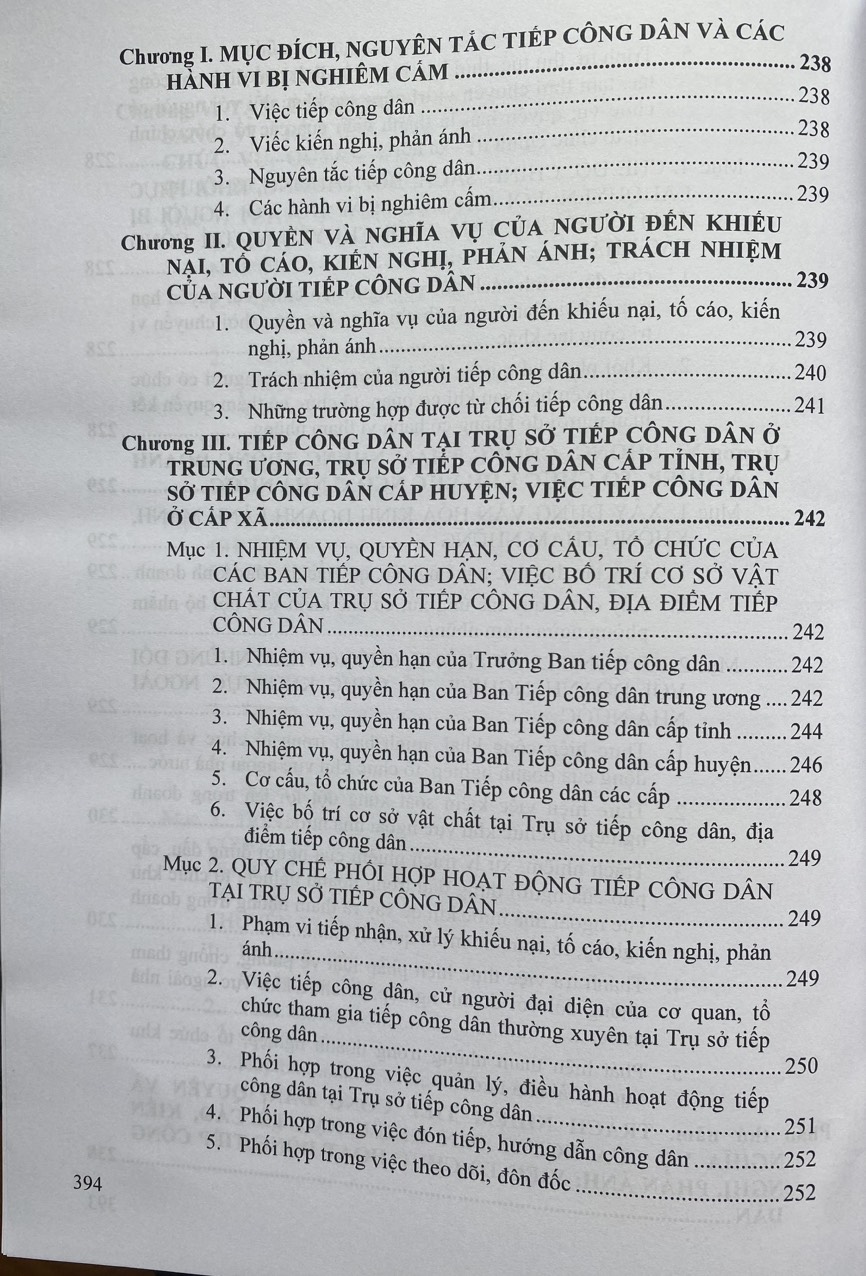 Chương I. MỤC ĐÍCH, NGUYÊN TẮC TIẾP CÔNG DÂN VÀ CÁC
HÀNH VI BỊ NGHIÊM CẤM ........ 238
1. Việc tiếp công dân ........ 238
2. Viếc kiến nghị, phản ánh ........ 238
3. Nguyên tắc tiếp công dân ........ 239
4. Các hành vi bị nghiêm cấm ........ 239
Chương II. QUYỀN VÀ NGHĨA VỤ CỦA NGƯỜI ĐẾN KHIẾU
NẠI, TỐ CÁO, KIẾN NGHỊ, PHẢN ÁNH; TRÁCH NHIỆM
CỦA NGƯỜI TIẾP CÔNG DÂN ........ 239
1. Quyền và nghĩa vụ của người đến khiếu nại, tố cáo, kiến
nghị, phản ánh ........ 239
2. Trách nhiệm của người tiếp công dân ........ 240
3. Những trường hợp được từ chối tiếp công dân ........ 241
Chương III. TIẾP CÔNG DÂN TẠI TRỤ SỞ TIẾP CÔNG DÂN Ở
TRUNG ƯƠNG, TRỤ SỞ TIẾP CÔNG DÂN CẤP TỈNH, TRỤ
SỞ TIẾP CÔNG DÂN CẤP HUYỆN; VIỆC TIẾP CÔNG DÂN
Ở CẤP XÃ ........ 242
Mục 1. NHIỆM VỤ, QUYỀN HẠN, CƠ CẤU, TỔ CHỨC CỦA
CÁC BAN TIẾP CÔNG DÂN; VIỆC BỐ TRÍ CƠ SỞ VẬT
CHẤT CỦA TRỤ SỞ TIẾP CÔNG DÂN, ĐỊA ĐIỂM TIẾP
CÔNG DÂN ........ 242
1. Nhiệm vụ, quyền hạn của Trưởng Ban tiếp công dân ........ 242
2. Nhiệm vụ, quyền hạn của Ban Tiếp công dân trung ương .... 242
3. Nhiệm vụ, quyền hạn của Ban Tiếp công dân cấp tỉnh ........ 244
4. Nhiệm vụ, quyền hạn của Ban Tiếp công dân cấp huyện ...... 246
5. Cơ cấu, tổ chức của Ban Tiếp công dân các cấp ........ 248
6. Việc bố trí cơ sở vật chất tại Trụ sở tiếp công dân, địa
điểm tiếp công dân ........ 249
Mục 2. QUY CHẾ PHỐI HỢP HOẠT ĐỘNG TIẾP CÔNG DÂN
TẠI TRỤ SỞ TIẾP CÔNG DÂN ........ 249
1. Phạm vi tiếp nhận, xử lý khiếu nại, tố cáo, kiến nghị, phản
ánh ........ 249
2. Việc tiếp công dân, cử người đại diện của cơ quan, tổ
chức tham gia tiếp công dân thường xuyên tại Trụ sở tiếp
công dân ........ 250
3. Phối hợp trong việc quản lý, điều hành hoạt động tiếp
công dân tại Trụ sở tiếp công dân ........ 251
4. Phối hợp trong việc đón tiếp, hướng dẫn công dân ........ 252
5. Phối hợp trong việc theo dõi, đôn đốc ........ 252
394